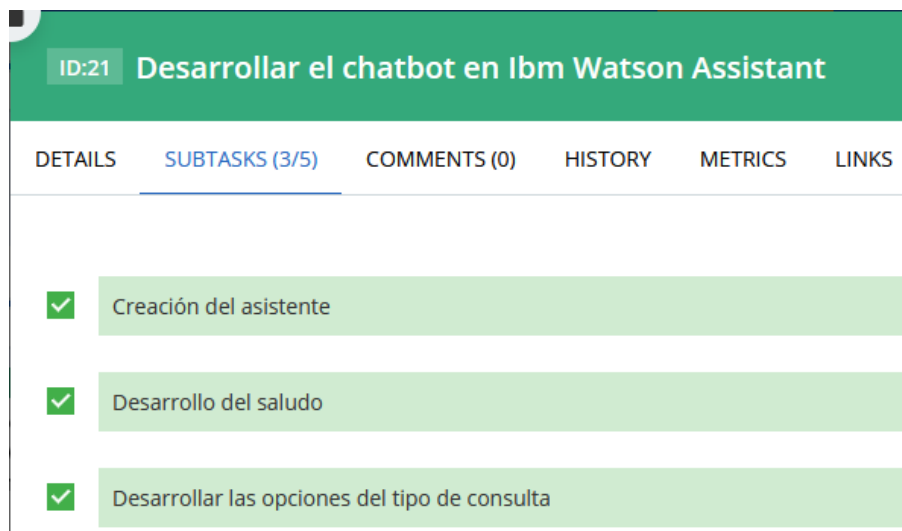 ID:21 Desarrollar el chatbot en Ibm Watson Assistant
DETAILS SUBTASKS (3/5) COMMENTS (0) HISTORY METRICS LINKS
Creación del asistente
Desarrollo del saludo
Desarrollar las opciones del tipo de consulta